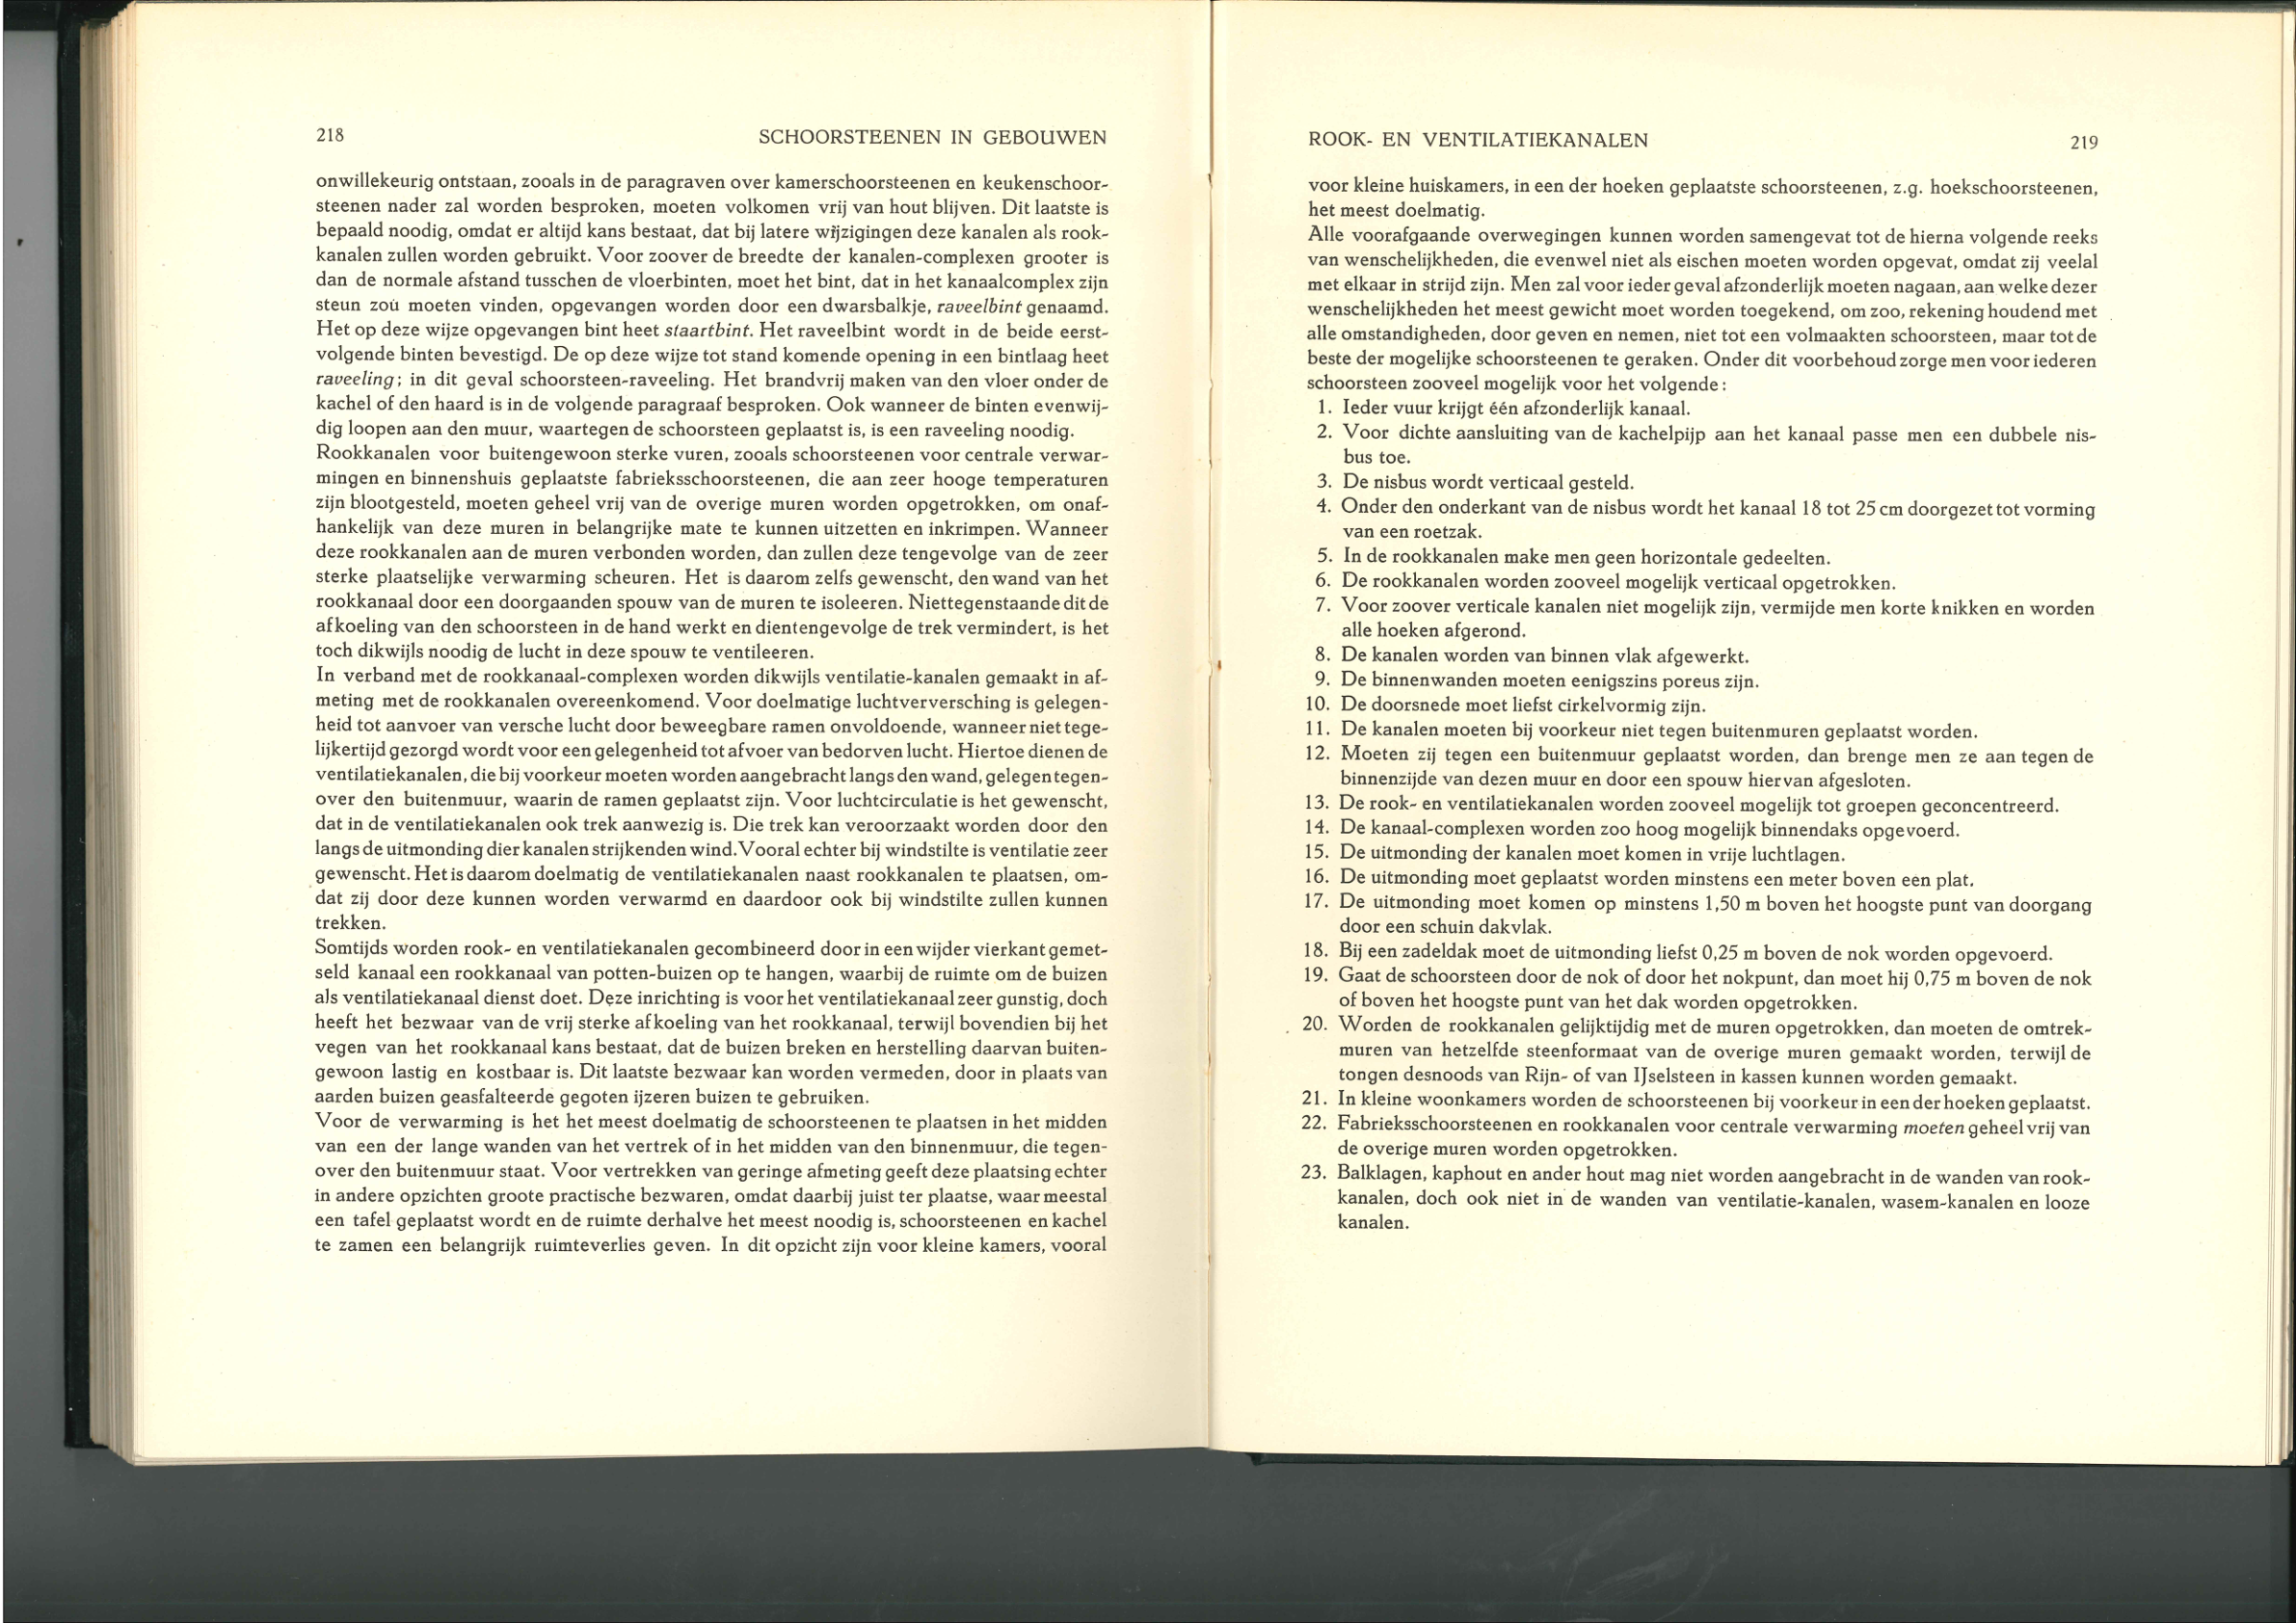 218 SCHOORSTEENEN IN GEBOUWEN
onwillekeurig ontstaan, zooals in de paragraven over kamerschoorsteenen en keukenschoor-
steenen nader zal worden besproken, moeten volkomen vrij van hout blijven. Dit laatste is
bepaald noodig, omdat er altijd kans bestaat, dat bij latere wijzigingen deze kanalen als rook-
kanalen zullen worden gebruikt. Voor zoover de breedte der kanalen-complexen grooter is
dan de normale afstand tusschen de vloerbinten, moet het bint, dat in het kanaalcomplex zijn
steun zou moeten vinden, opgevangen worden door een dwarsbalkje, raveelbint genaamd.
Het op deze wijze opgevangen bint heet staartbint. Het raveelbint wordt in de beide eerst-
volgende binten bevestigd. De op deze wijze tot stand komende opening in een bintlaag heet
raveeling; in dit geval schoorsteen-raveeling. Het brandvrij maken van den vloer onder de
kachel of den haard is in de volgende paragraaf besproken. Ook wanneer de binten evenwij-
dig loopen aan den muur, waartegen de schoorsteen geplaatst is, is een raveeling noodig.
Rookkanalen voor buitengewoon sterke vuren, zooals schoorsteenen voor centrale verwar-
mingen en binnenshuis geplaatste fabrieksschoorsteenen, die aan zeer hooge temperaturen
zijn blootgesteld, moeten geheel vrij van de overige muren worden opgetrokken, om onaf-
hankelijk van deze muren in belangrijke mate te kunnen uitzetten en inkrimpen. Wanneer
deze rookkanalen aan de muren verbonden worden, dan zullen deze tengevolge van de zeer
sterke plaatselijke verwarming scheuren. Het is daarom zelfs gewenscht, den wand van het
rookkanaal door een doorgaanden spouw van de muren te isoleeren. Niettegenstaande dit de
afkoeling van den schoorsteen in de hand werkt en dientengevolge de trek vermindert, is het
toch dikwijls noodig de lucht in deze spouw te ventileeren.
In verband met de rookkanaal-complexen worden dikwijls ventilatie-kanalen gemaakt in af-
meting met de rookkanalen overeenkomend. Voor doelmatige luchtverversching is gelegen-
heid tot aanvoer van versche lucht door beweegbare ramen onvoldoende, wanneer niet tege-
lijkertijd gezorgd wordt voor een gelegenheid tot afvoer van bedorven lucht. Hiertoe dienen de
ventilatiekanalen, die bij voorkeur moeten worden aangebracht langs den wand, gelegen tegen-
over den buitenmuur, waarin de ramen geplaatst zijn. Voor luchtcirculatie is het gewenscht,
dat in de ventilatiekanalen ook trek aanwezig is. Die trek kan veroorzaakt worden door den
langs de uitmonding dier kanalen strijkenden wind. Vooral echter bij windstilte is ventilatie zeer
gewenscht. Het is daarom doelmatig de ventilatiekanalen naast rookkanalen te plaatsen, om-
dat zij door deze kunnen worden verwarmd en daardoor ook bij windstilte zullen kunnen
trekken.
Somtijds worden rook- en ventilatiekanalen gecombineerd door in een wijder vierkant gemet-
seld kanaal een rookkanaal van potten-buizen op te hangen, waarbij de ruimte om de buizen
als ventilatiekanaal dienst doet. Deze inrichting is voor het ventilatiekanaal zeer gunstig, doch
heeft het bezwaar van de vrij sterke afkoeling van het rookkanaal, terwijl bovendien bij het
vegen van het rookkanaal kans bestaat, dat de buizen breken en herstelling daarvan buiten-
gewoon lastig en kostbaar is. Dit laatste bezwaar kan worden vermeden, door in plaats van
aarden buizen geasfalteerde gegoten ijzeren buizen te gebruiken.
Voor de verwarming is het het meest doelmatig de schoorsteenen te plaatsen in het midden
van een der lange wanden van het vertrek of in het midden van den binnenmuur, die tegen-
over den buitenmuur staat. Voor vertrekken van geringe afmeting geeft deze plaatsing echter
in andere opzichten groote practische bezwaren, omdat daarbij juist ter plaatse, waar meestal
een tafel geplaatst wordt en de ruimte derhalve het meest noodig is, schoorsteenen en kachel
te zamen een belangrijk ruimteverlies geven. In dit opzicht zijn voor kleine kamers, vooral
ROOK- EN VENTILATIEKANALEN 219
voor kleine huiskamers, in een der hoeken geplaatste schoorsteenen, z.g. hoekschoorsteenen,
het meest doelmatig.
Alle voorafgaande overwegingen kunnen worden samengevat tot de hierna volgende reeks
van wenschelijkheden, die evenwel niet als eischen moeten worden opgevat, omdat zij veelal
met elkaar in strijd zijn. Men zal voor ieder geval afzonderlijk moeten nagaan, aan welke dezer
wenschelijkheden het meest gewicht moet worden toegekend, om zoo, rekening houdend met
alle omstandigheden, door geven en nemen, niet tot een volmaakten schoorsteen, maar tot de
beste der mogelijke schoorsteenen te geraken. Onder dit voorbehoud zorge men voor iederen
schoorsteen zooveel mogelijk voor het volgende:
1. Ieder vuur krijgt één afzonderlijk kanaal.
2. Voor dichte aansluiting van de kachelpijp aan het kanaal passe men een dubbele nis-
bus toe.
3. De nisbus wordt verticaal gesteld.
4. Onder den onderkant van de nisbus wordt het kanaal 18 tot 25 cm doorgezet tot vorming
van een roetzak.
5. In de rookkanalen make men geen horizontale gedeelten.
6. De rookkanalen worden zooveel mogelijk verticaal opgetrokken.
7. Voor zoover verticale kanalen niet mogelijk zijn, vermijde men korte knikken en worden
alle hoeken afgerond.
8. De kanalen worden van binnen vlak afgewerkt.
9. De binnenwanden moeten eenigszins poreus zijn.
10. De doorsnede moet liefst cirkelvormig zijn.
11. De kanalen moeten bij voorkeur niet tegen buitenmuren geplaatst worden.
12. Moeten zij tegen een buitenmuur geplaatst worden, dan brenge men ze aan tegen de
binnenzijde van dezen muur en door een spouw hiervan afgesloten.
13. De rook- en ventilatiekanalen worden zooveel mogelijk tot groepen geconcentreerd.
14. De kanaal-complexen worden zoo hoog mogelijk binnendaks opgevoerd.
15. De uitmonding der kanalen moet komen in vrije luchtlagen.
16. De uitmonding moet geplaatst worden minstens een meter boven een plat.
17. De uitmonding moet komen op minstens 1,50 m boven het hoogste punt van doorgang
door een schuin dakvlak.
18. Bij een zadeldak moet de uitmonding liefst 0,25 m boven de nok worden opgevoerd.
19. Gaat de schoorsteen door de nok of door het nokpunt, dan moet hij 0,75 m boven de nok
of boven het hoogste punt van het dak worden opgetrokken.
20. Worden de rookkanalen gelijktijdig met de muren opgetrokken, dan moeten de omtrek-
muren van hetzelfde steenformaat van de overige muren gemaakt worden, terwijl de
tongen desnoods van Rijn- of van IJselsteen in kassen kunnen worden gemaakt.
21. In kleine woonkamers worden de schoorsteenen bij voorkeur in een der hoeken geplaatst.
22. Fabrieksschoorsteenen en rookkanalen voor centrale verwarming moeten geheel vrij van
de overige muren worden opgetrokken.
23. Balklagen, kaphout en ander hout mag niet worden aangebracht in de wanden van rook-
kanalen, doch ook niet in de wanden van ventilatie-kanalen, wasem-kanalen en looze
kanalen.